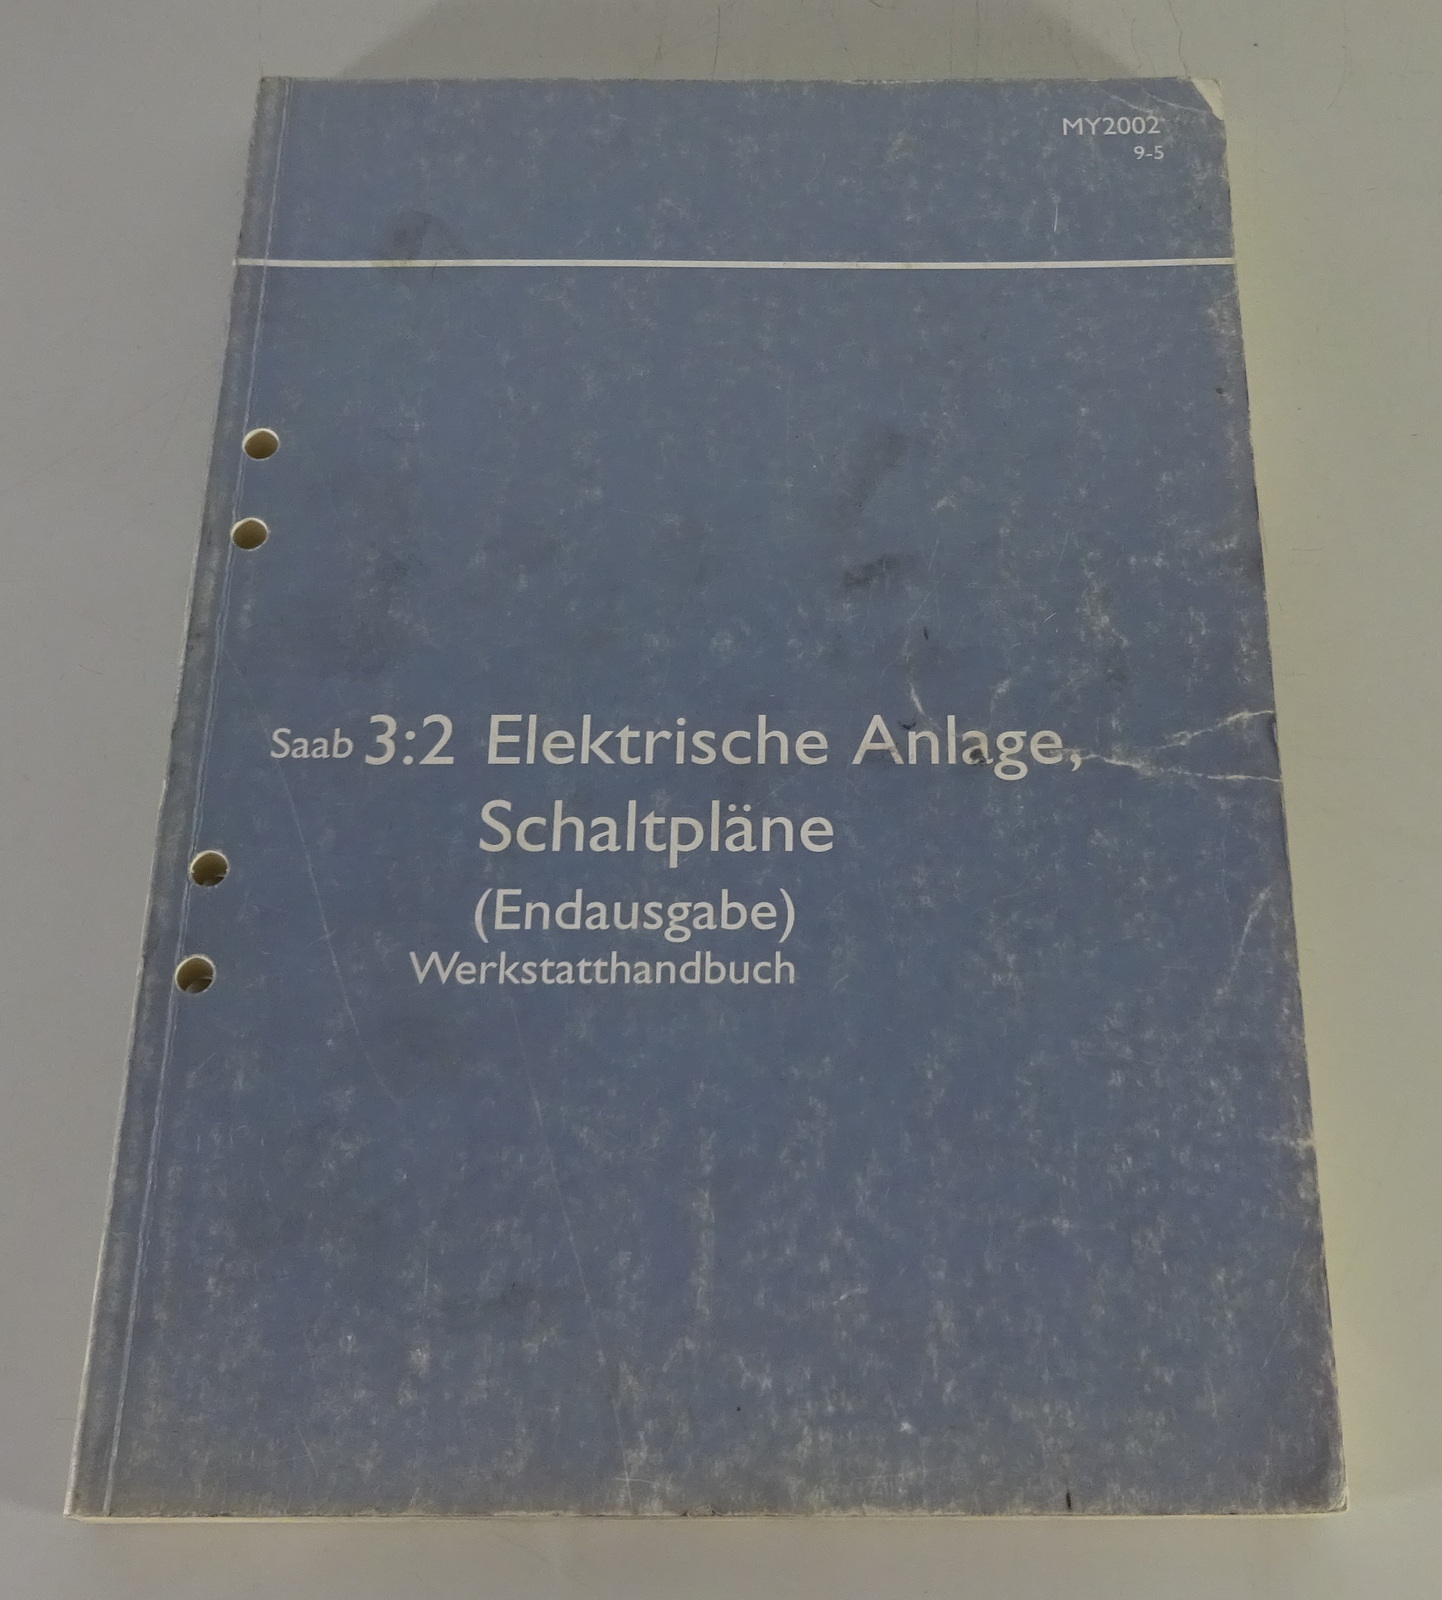 MY2002
9-5
Saab 3:2 Elektrische Anlage,
Schaltpläne
(Endausgabe)
Werkstatthandbuch